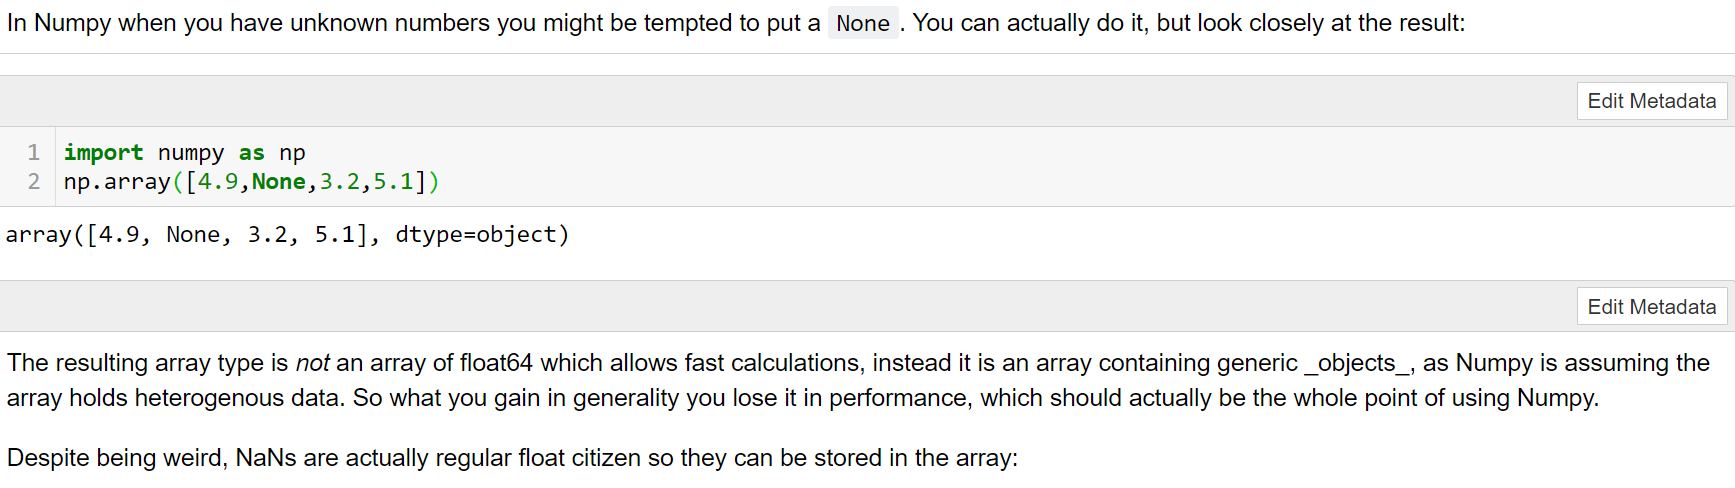 In Numpy when you have unknown numbers you might be tempted to put a None . You can actually do it, but look closely at the result:
Edit Metadata
1 import numpy as np
2 np.array([4.9,None,3.2,5.1])
array([4.9, None, 3.2, 5.1], dtype=object)
Edit Metadata
The resulting array type is not an array of float64 which allows fast calculations, instead it is an array containing generic _objects_, as Numpy is assuming the
array holds heterogenous data. So what you gain in generality you lose it in performance, which should actually be the whole point of using Numpy.
Despite being weird, NaNs are actually regular float citizen so they can be stored in the array: